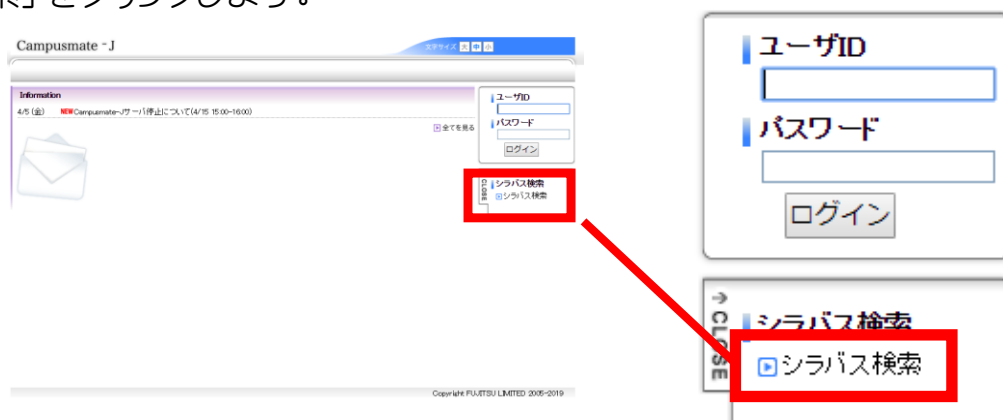 」とクリックします。
Campusmate-J
文字サイズ 大 中 小
Information
4/5 (金) NEW Campusmate-Jサーバ停止について(4/15 15:00-16:00)
全てを見る
ユーザID
パスワード
ログイン
CLOSE
シラバス検索
シラバス検索
Copyright FUJITSU LIMITED 2005-2019
ユーザID
パスワード
ログイン
CLOSE
シラバス検索
シラバス検索